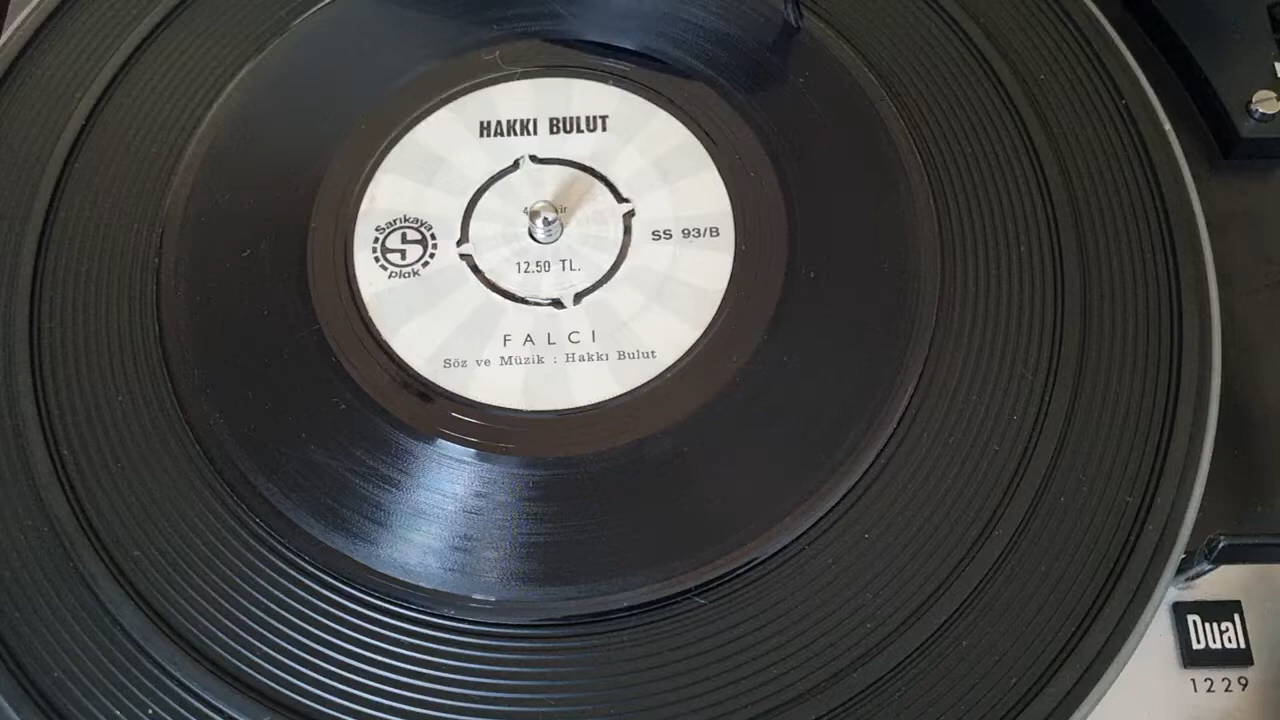 HAKKI BULUT
Sarıkaya
S
plak
SS 93/B
12.50 TL.
FALCI
Söz ve Müzik : Hakkı Bulut
Dual
1229